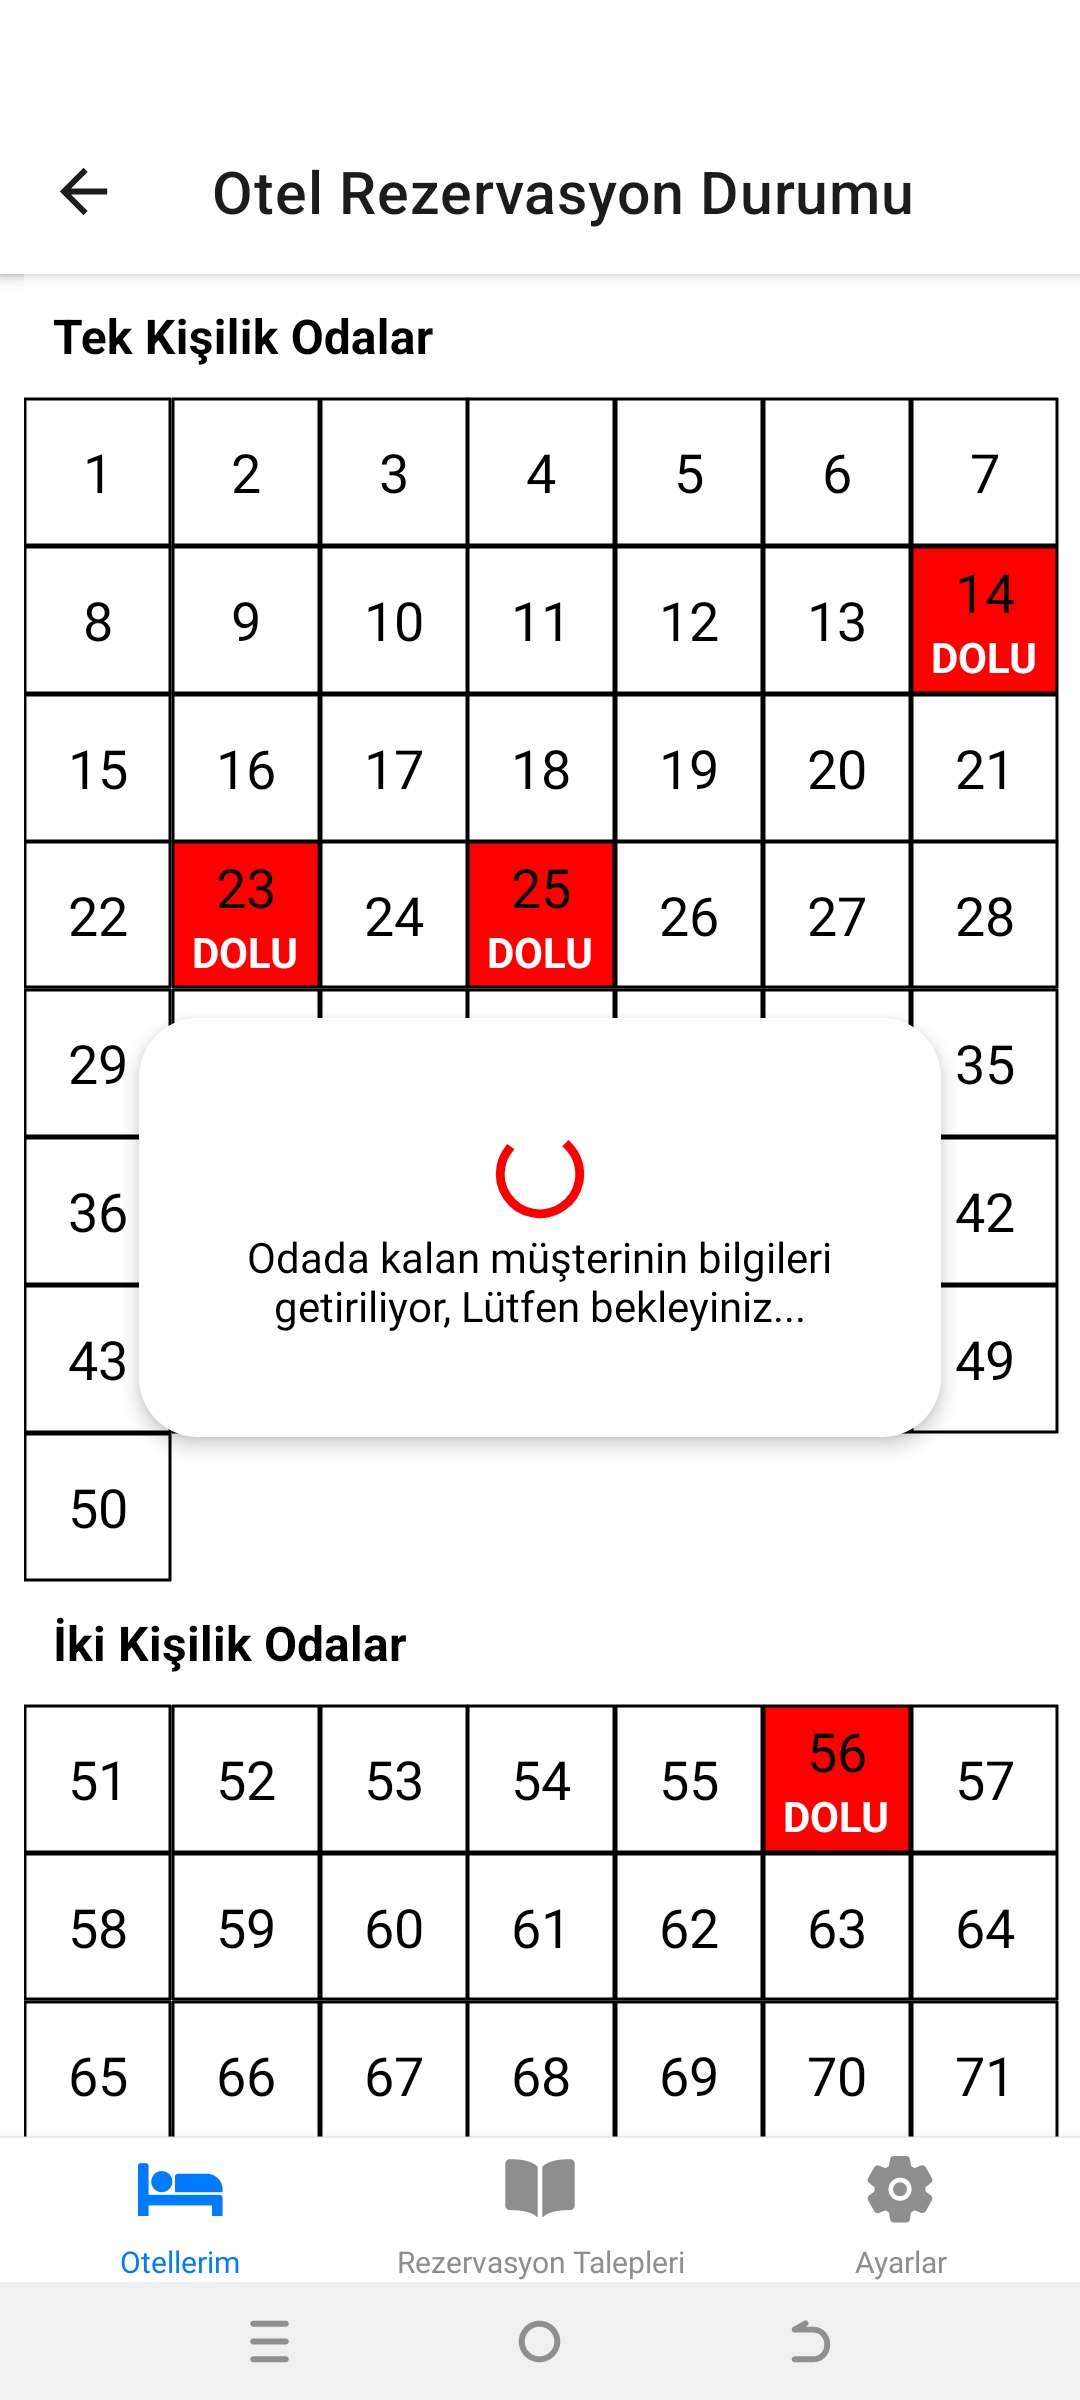 Otel Rezervasyon Durumu
Tek Kişilik Odalar
1 2 3 4 5 6 7
8 9 10 11 12 13 14
DOLU
15 16 17 18 19 20 21
22 23 24 25 26 27 28
DOLU DOLU
29 35
36 42
43 49
Odada kalan müşterinin bilgileri
getiriliyor, Lütfen bekleyiniz...
50
İki Kişilik Odalar
51 52 53 54 55 56 57
DOLU
58 59 60 61 62 63 64
65 66 67 68 69 70 71
Otellerim Rezervasyon Talepleri Ayarlar